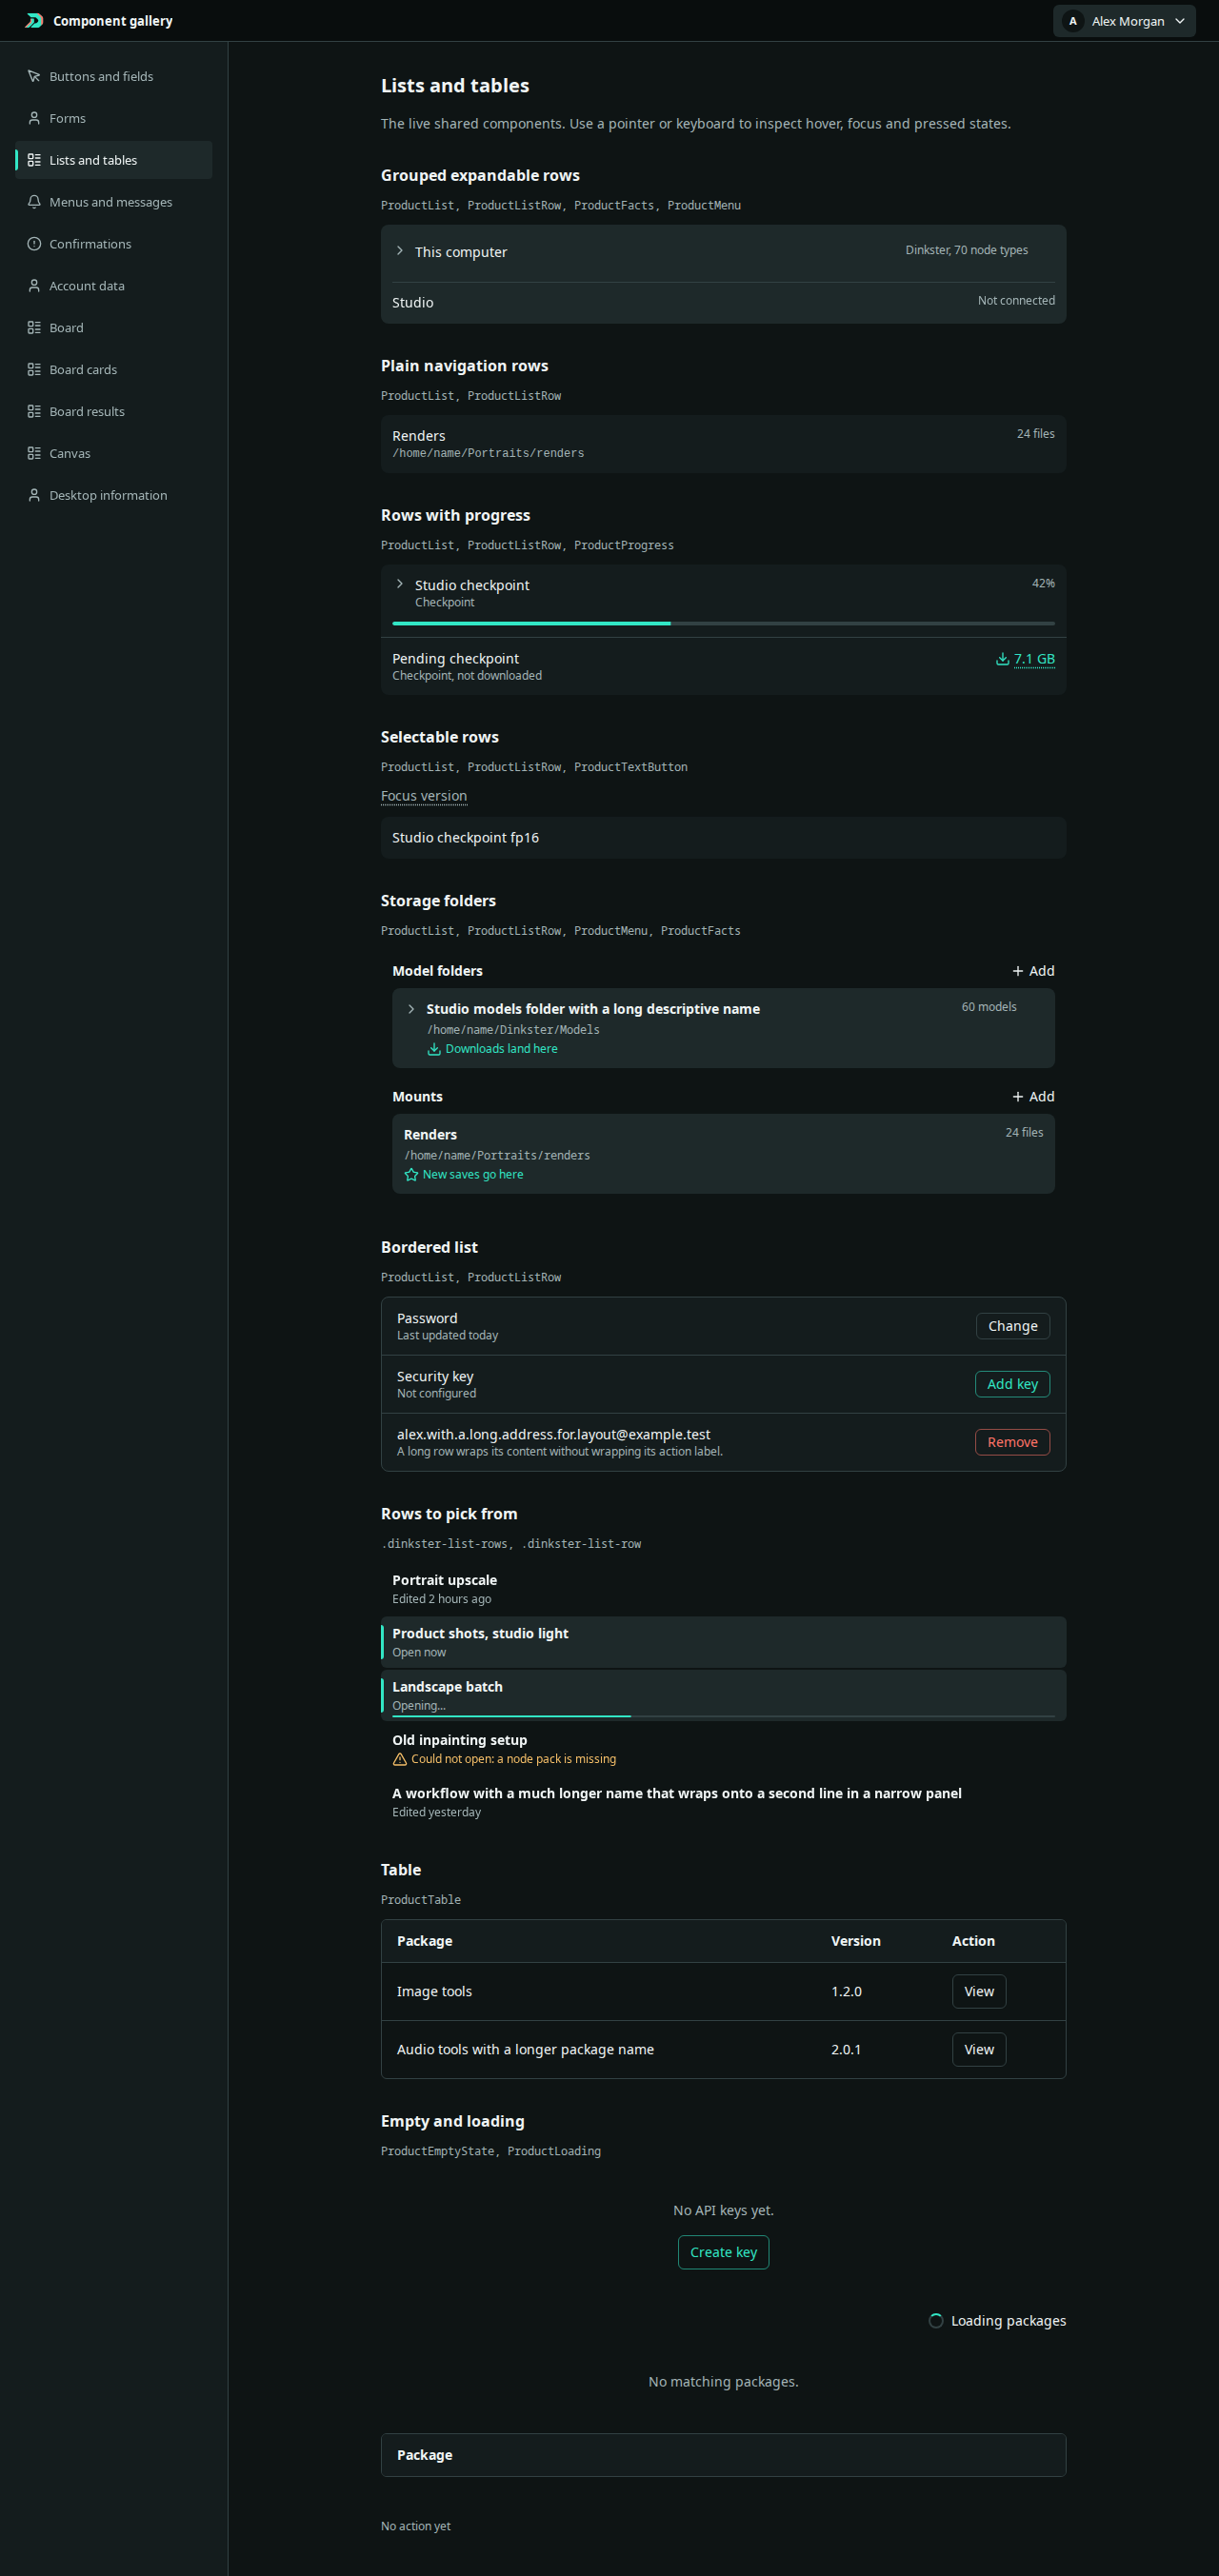 Component gallery
A
Alex Morgan
Buttons and fields
Forms
Lists and tables
Menus and messages
Confirmations
Account data
Board
Board cards
Board results
Canvas
Desktop information
Lists and tables
The live shared components. Use a pointer or keyboard to inspect hover, focus and pressed states.
Grouped expandable rows
ProductList, ProductListRow, ProductFacts, ProductMenu
This computer
Dinkster, 70 node types
Studio
Not connected
Plain navigation rows
ProductList, ProductListRow
Renders
24 files
/home/name/Portraits/renders
Rows with progress
ProductList, ProductListRow, ProductProgress
Studio checkpoint
42%
Checkpoint
Pending checkpoint
7.1 GB
Checkpoint, not downloaded
Selectable rows
ProductList, ProductListRow, ProductTextButton
Focus version
Studio checkpoint fp16
Storage folders
ProductList, ProductListRow, ProductMenu, ProductFacts
Model folders
Add
Studio models folder with a long descriptive name
60 models
/home/name/Dinkster/Models
Downloads land here
Mounts
Add
Renders
24 files
/home/name/Portraits/renders
New saves go here
Bordered list
ProductList, ProductListRow
Password
Last updated today
Change
Security key
Not configured
Add key
alex.with.a.long.address.for.layout@example.test
A long row wraps its content without wrapping its action label.
Remove
Rows to pick from
.dinkster-list-rows, .dinkster-list-row
Portrait upscale
Edited 2 hours ago
Product shots, studio light
Open now
Landscape batch
Opening...
Old inpainting setup
Could not open: a node pack is missing
A workflow with a much longer name that wraps onto a second line in a narrow panel
Edited yesterday
Table
ProductTable
Package Version Action
Image tools 1.2.0 View
Audio tools with a longer package name 2.0.1 View
Empty and loading
ProductEmptyState, ProductLoading
No API keys yet.
Create key
Loading packages
No matching packages.
Package
No action yet